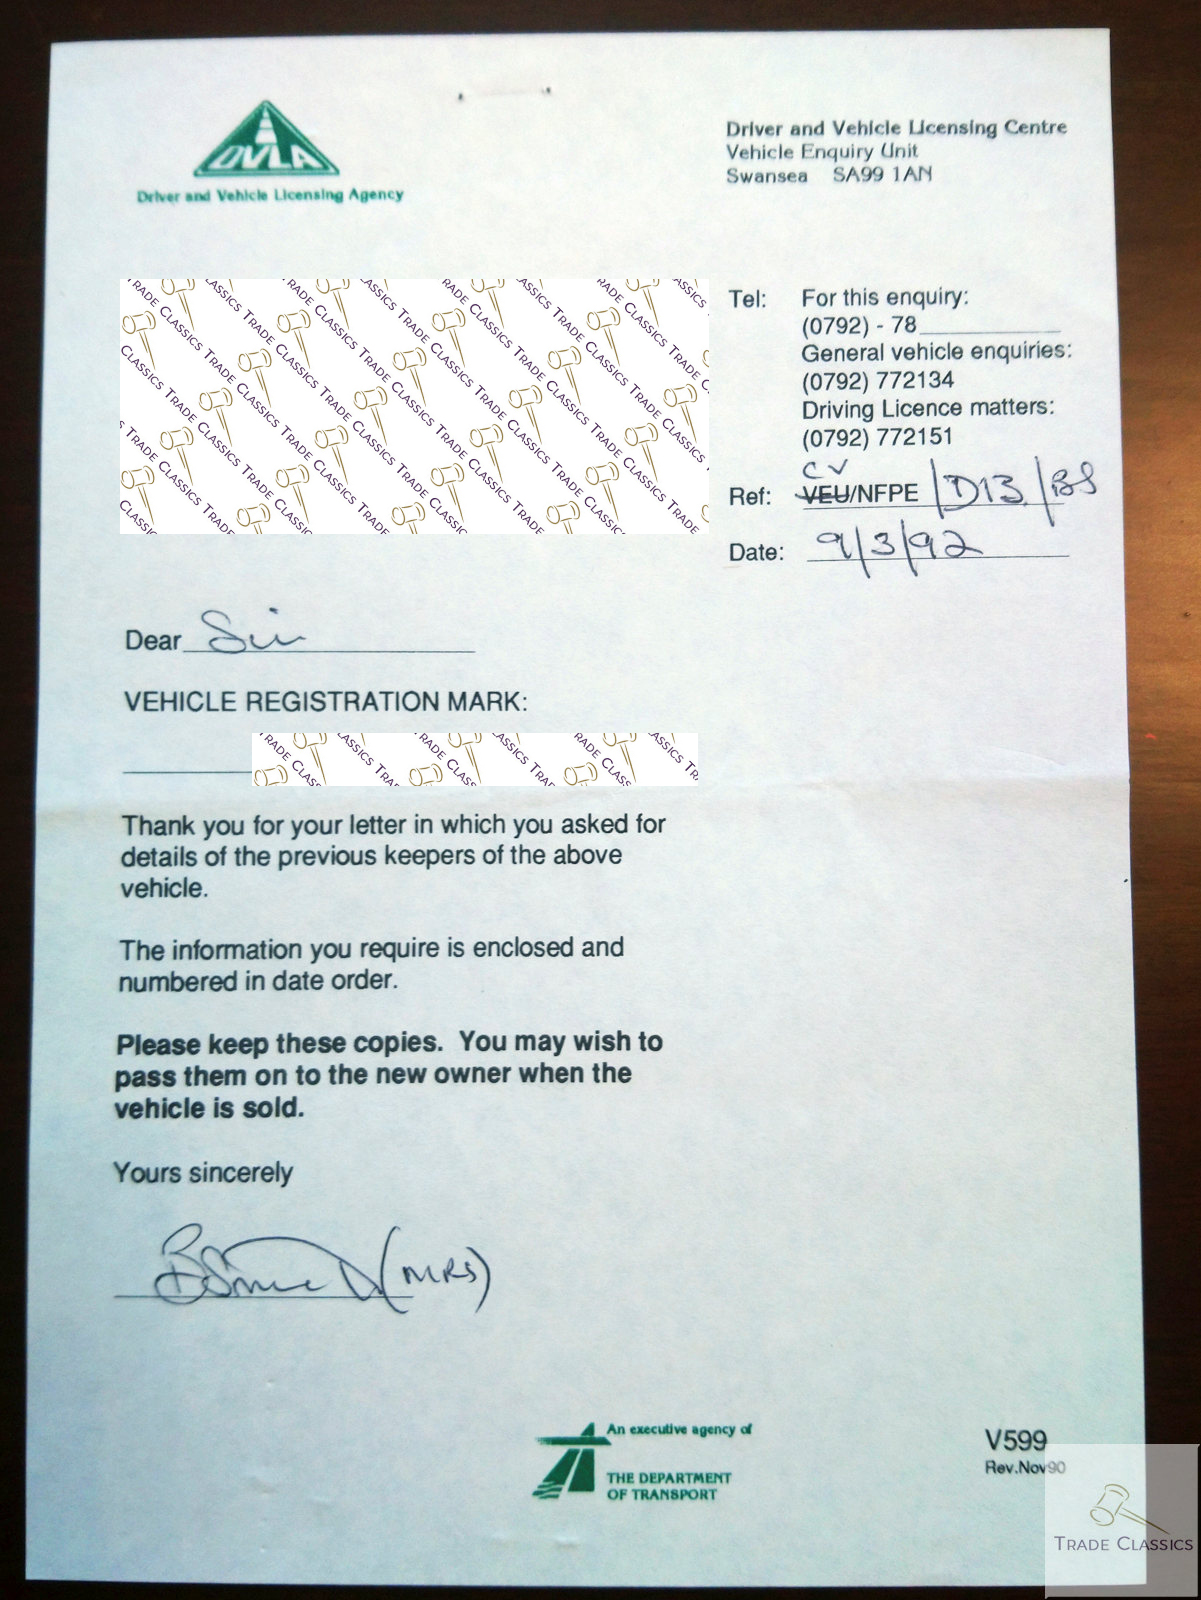 DVLA
Driver and Vehicle Licensing Agency
Driver and Vehicle Licensing Centre
Vehicle Enquiry Unit
Swansea SA99 1AN
Tel: For this enquiry:
(0792) - 78
General vehicle enquiries:
(0792) 772134
Driving Licence matters:
(0792) 772151
CV
Ref: VEU/NFPE /D13/BS
Date: 9/3/92
Dear Sir
VEHICLE REGISTRATION MARK:
Thank you for your letter in which you asked for
details of the previous keepers of the above
vehicle.
The information you require is enclosed and
numbered in date order.
Please keep these copies. You may wish to
pass them on to the new owner when the
vehicle is sold.
Yours sincerely
(MRS)
An executive agency of
THE DEPARTMENT
OF TRANSPORT
V599
Rev.Nov90
TRADE CLASSICS